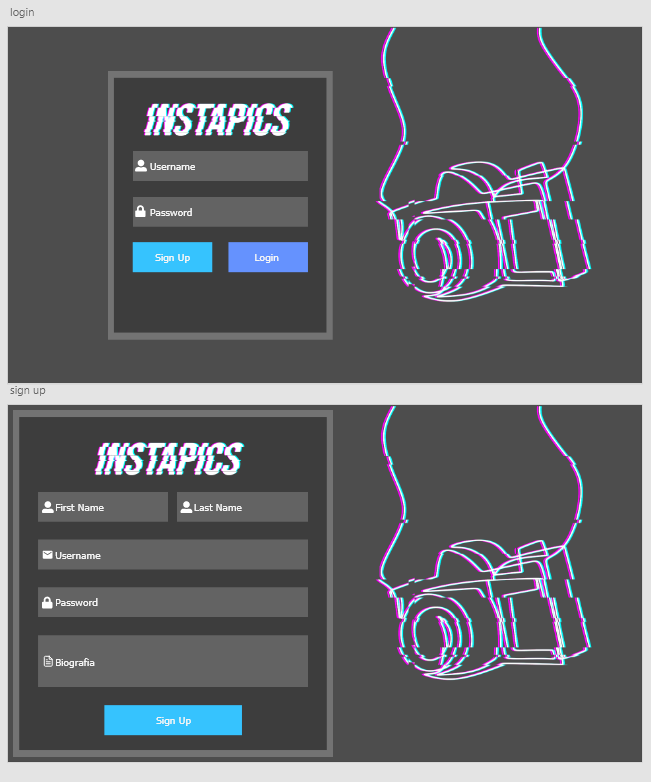 login
INSTAPICS
Username
Password
Sign Up Login
sign up
INSTAPICS
First Name Last Name
Username
Password
Biografia
Sign Up